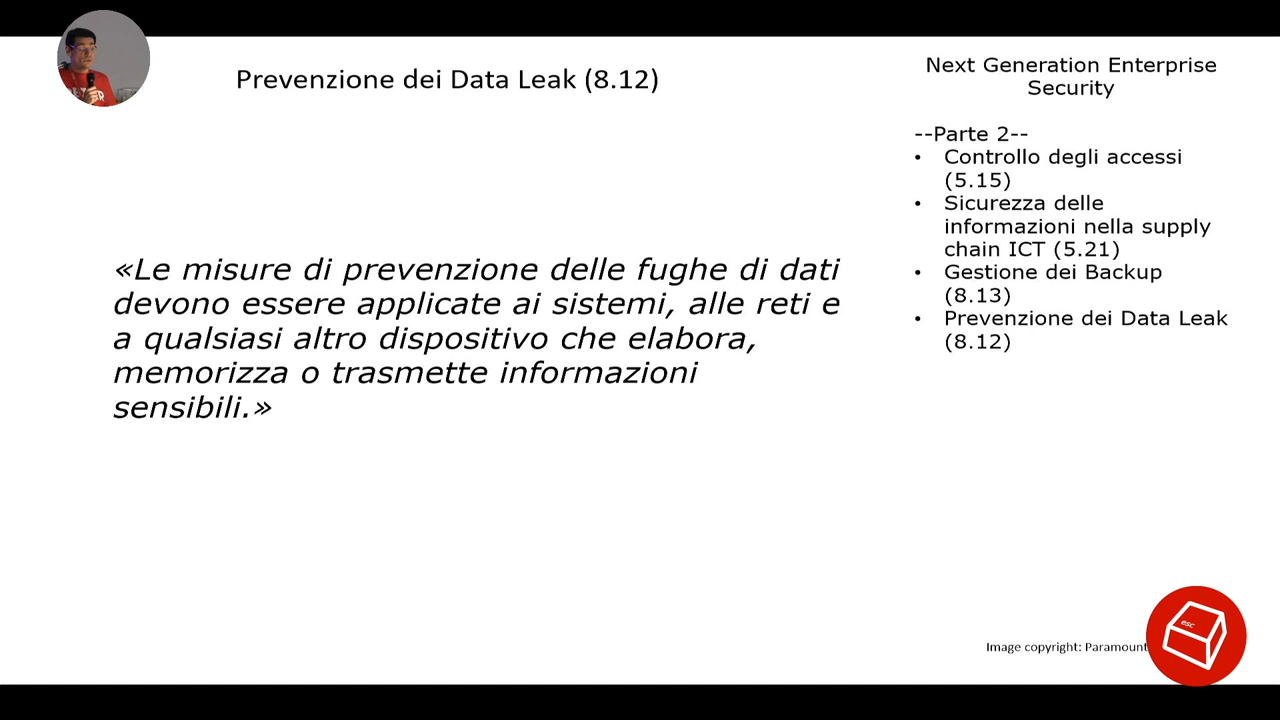 Prevenzione dei Data Leak (8.12)
«Le misure di prevenzione delle fughe di dati
devono essere applicate ai sistemi, alle reti e
a qualsiasi altro dispositivo che elabora,
memorizza o trasmette informazioni
sensibili.»
Next Generation Enterprise
Security
--Parte 2--
• Controllo degli accessi
(5.15)
• Sicurezza delle
informazioni nella supply
chain ICT (5.21)
• Gestione dei Backup
(8.13)
• Prevenzione dei Data Leak
(8.12)
Image copyright: Paramount
esc